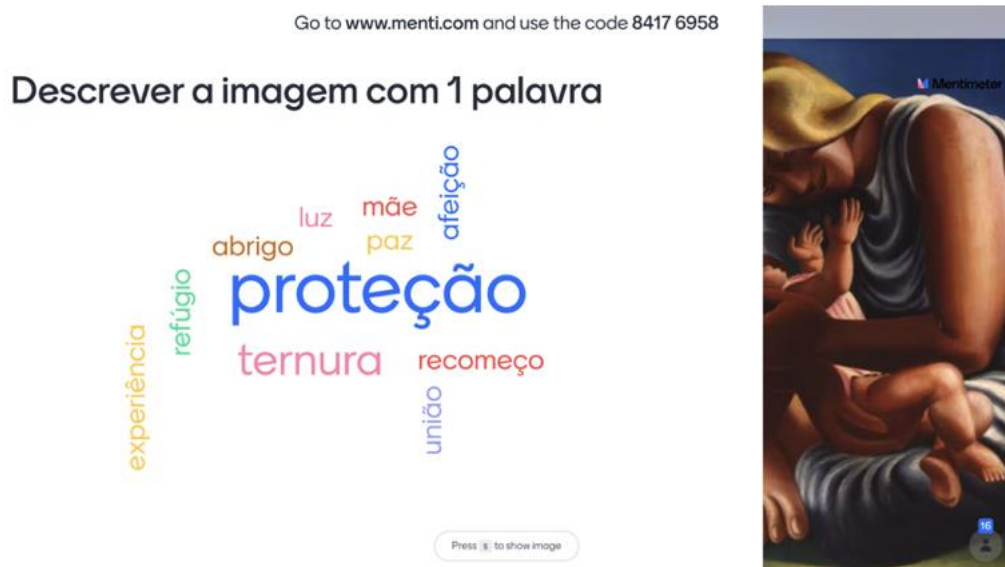 Go to www.menti.com and use the code 8417 6958
Mentimeter
Descrever a imagem com 1 palavra
afeição
mãe
luz
paz
abrigo
proteção
refúgio
experiência
ternura
recomeço
união
16
Press s to show image